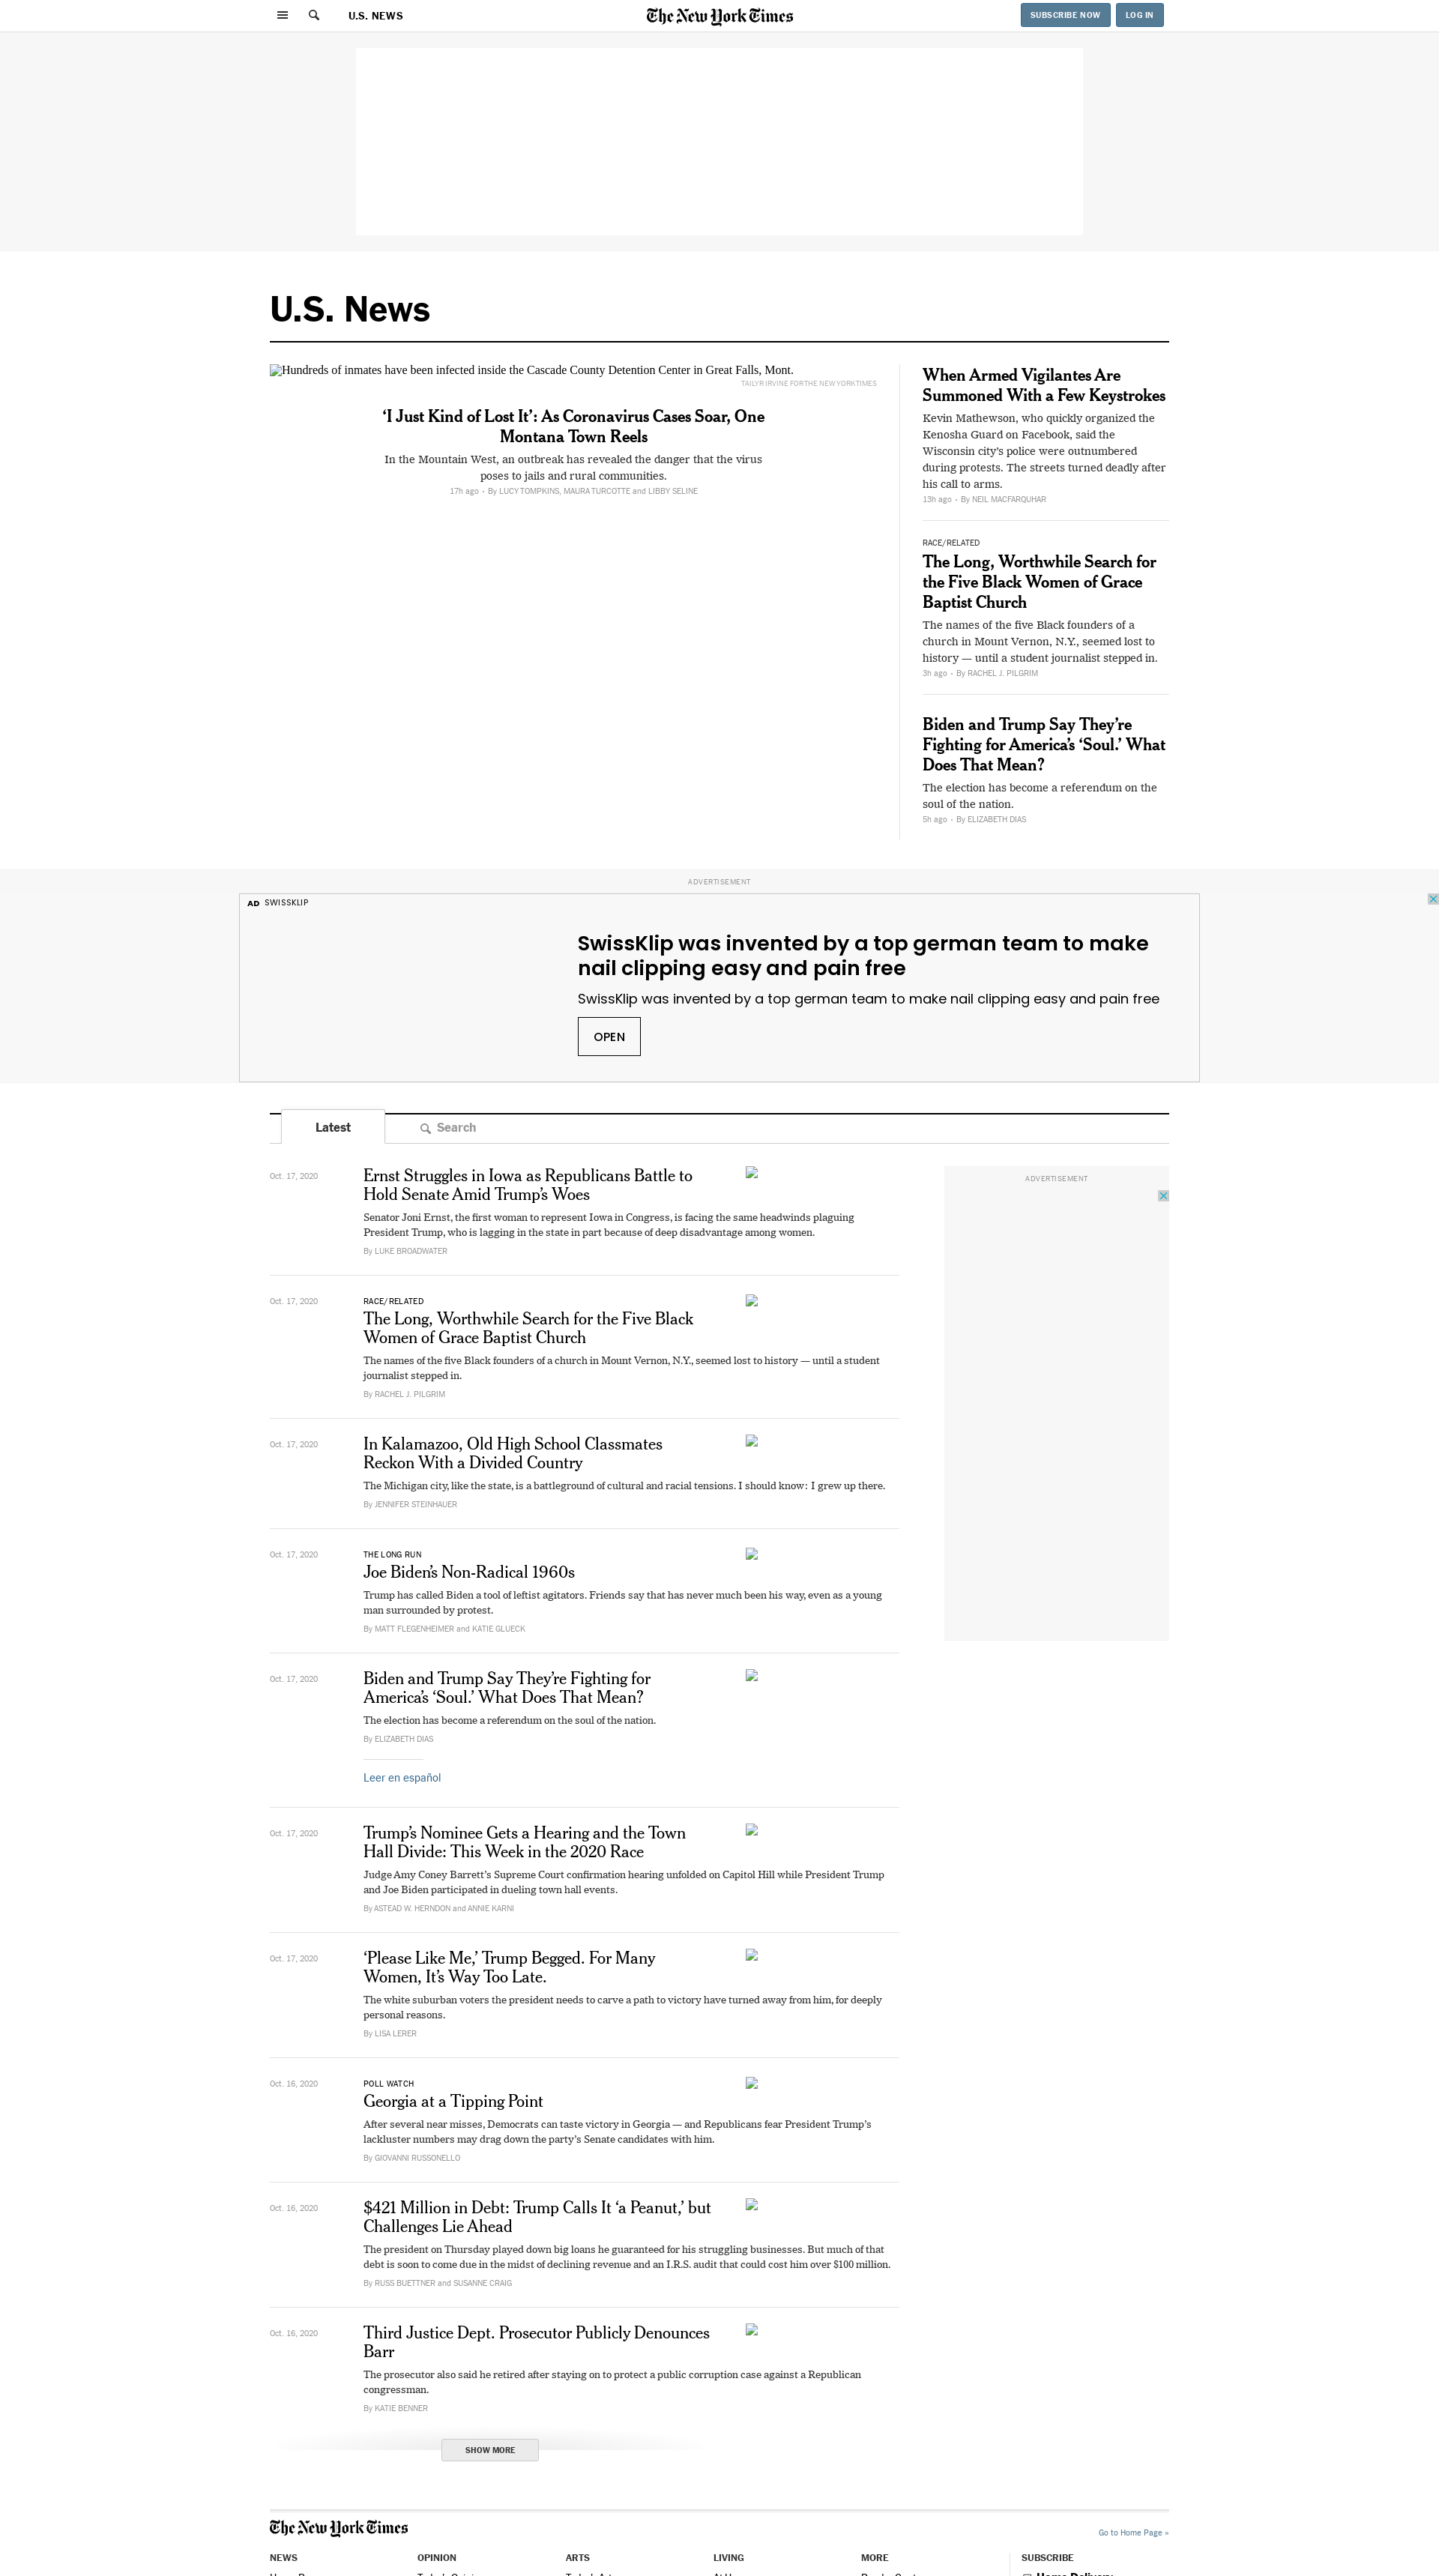 U.S. NEWS
The New York Times
SUBSCRIBE NOW
LOG IN
U.S. News
Hundreds of inmates have been infected inside the Cascade County Detention Center in Great Falls, Mont.
TAILYR IRVINE FOR THE NEW YORK TIMES
‘I Just Kind of Lost It’: As Coronavirus Cases Soar, One
Montana Town Reels
In the Mountain West, an outbreak has revealed the danger that the virus
poses to jails and rural communities.
17h ago • By LUCY TOMPKINS, MAURA TURCOTTE and LIBBY SELINE
When Armed Vigilantes Are
Summoned With a Few Keystrokes
Kevin Mathewson, who quickly organized the
Kenosha Guard on Facebook, said the
Wisconsin city’s police were outnumbered
during protests. The streets turned deadly after
his call to arms.
13h ago • By NEIL MACFARQUHAR
RACE/RELATED
The Long, Worthwhile Search for
the Five Black Women of Grace
Baptist Church
The names of the five Black founders of a
church in Mount Vernon, N.Y., seemed lost to
history — until a student journalist stepped in.
3h ago • By RACHEL J. PILGRIM
Biden and Trump Say They’re
Fighting for America’s ‘Soul.’ What
Does That Mean?
The election has become a referendum on the
soul of the nation.
5h ago • By ELIZABETH DIAS
ADVERTISEMENT
AD SWISSKLIP
SwissKlip was invented by a top german team to make
nail clipping easy and pain free
SwissKlip was invented by a top german team to make nail clipping easy and pain free
OPEN
Latest
Search
ADVERTISEMENT
Oct. 17, 2020
Ernst Struggles in Iowa as Republicans Battle to
Hold Senate Amid Trump’s Woes
Senator Joni Ernst, the first woman to represent Iowa in Congress, is facing the same headwinds plaguing
President Trump, who is lagging in the state in part because of deep disadvantage among women.
By LUKE BROADWATER
Oct. 17, 2020
RACE/RELATED
The Long, Worthwhile Search for the Five Black
Women of Grace Baptist Church
The names of the five Black founders of a church in Mount Vernon, N.Y., seemed lost to history — until a student
journalist stepped in.
By RACHEL J. PILGRIM
Oct. 17, 2020
In Kalamazoo, Old High School Classmates
Reckon With a Divided Country
The Michigan city, like the state, is a battleground of cultural and racial tensions. I should know: I grew up there.
By JENNIFER STEINHAUER
Oct. 17, 2020
THE LONG RUN
Joe Biden’s Non-Radical 1960s
Trump has called Biden a tool of leftist agitators. Friends say that has never much been his way, even as a young
man surrounded by protest.
By MATT FLEGENHEIMER and KATIE GLUECK
Oct. 17, 2020
Biden and Trump Say They’re Fighting for
America’s ‘Soul.’ What Does That Mean?
The election has become a referendum on the soul of the nation.
By ELIZABETH DIAS
Leer en español
Oct. 17, 2020
Trump’s Nominee Gets a Hearing and the Town
Hall Divide: This Week in the 2020 Race
Judge Amy Coney Barrett’s Supreme Court confirmation hearing unfolded on Capitol Hill while President Trump
and Joe Biden participated in dueling town hall events.
By ASTEAD W. HERNDON and ANNIE KARNI
Oct. 17, 2020
‘Please Like Me,’ Trump Begged. For Many
Women, It’s Way Too Late.
The white suburban voters the president needs to carve a path to victory have turned away from him, for deeply
personal reasons.
By LISA LERER
Oct. 16, 2020
POLL WATCH
Georgia at a Tipping Point
After several near misses, Democrats can taste victory in Georgia — and Republicans fear President Trump’s
lackluster numbers may drag down the party’s Senate candidates with him.
By GIOVANNI RUSSONELLO
Oct. 16, 2020
$421 Million in Debt: Trump Calls It ‘a Peanut,’ but
Challenges Lie Ahead
The president on Thursday played down big loans he guaranteed for his struggling businesses. But much of that
debt is soon to come due in the midst of declining revenue and an I.R.S. audit that could cost him over $100 million.
By RUSS BUETTNER and SUSANNE CRAIG
Oct. 16, 2020
Third Justice Dept. Prosecutor Publicly Denounces
Barr
The prosecutor also said he retired after staying on to protect a public corruption case against a Republican
congressman.
By KATIE BENNER
SHOW MORE
The New York Times
Go to Home Page »
NEWS
OPINION
ARTS
LIVING
MORE
SUBSCRIBE